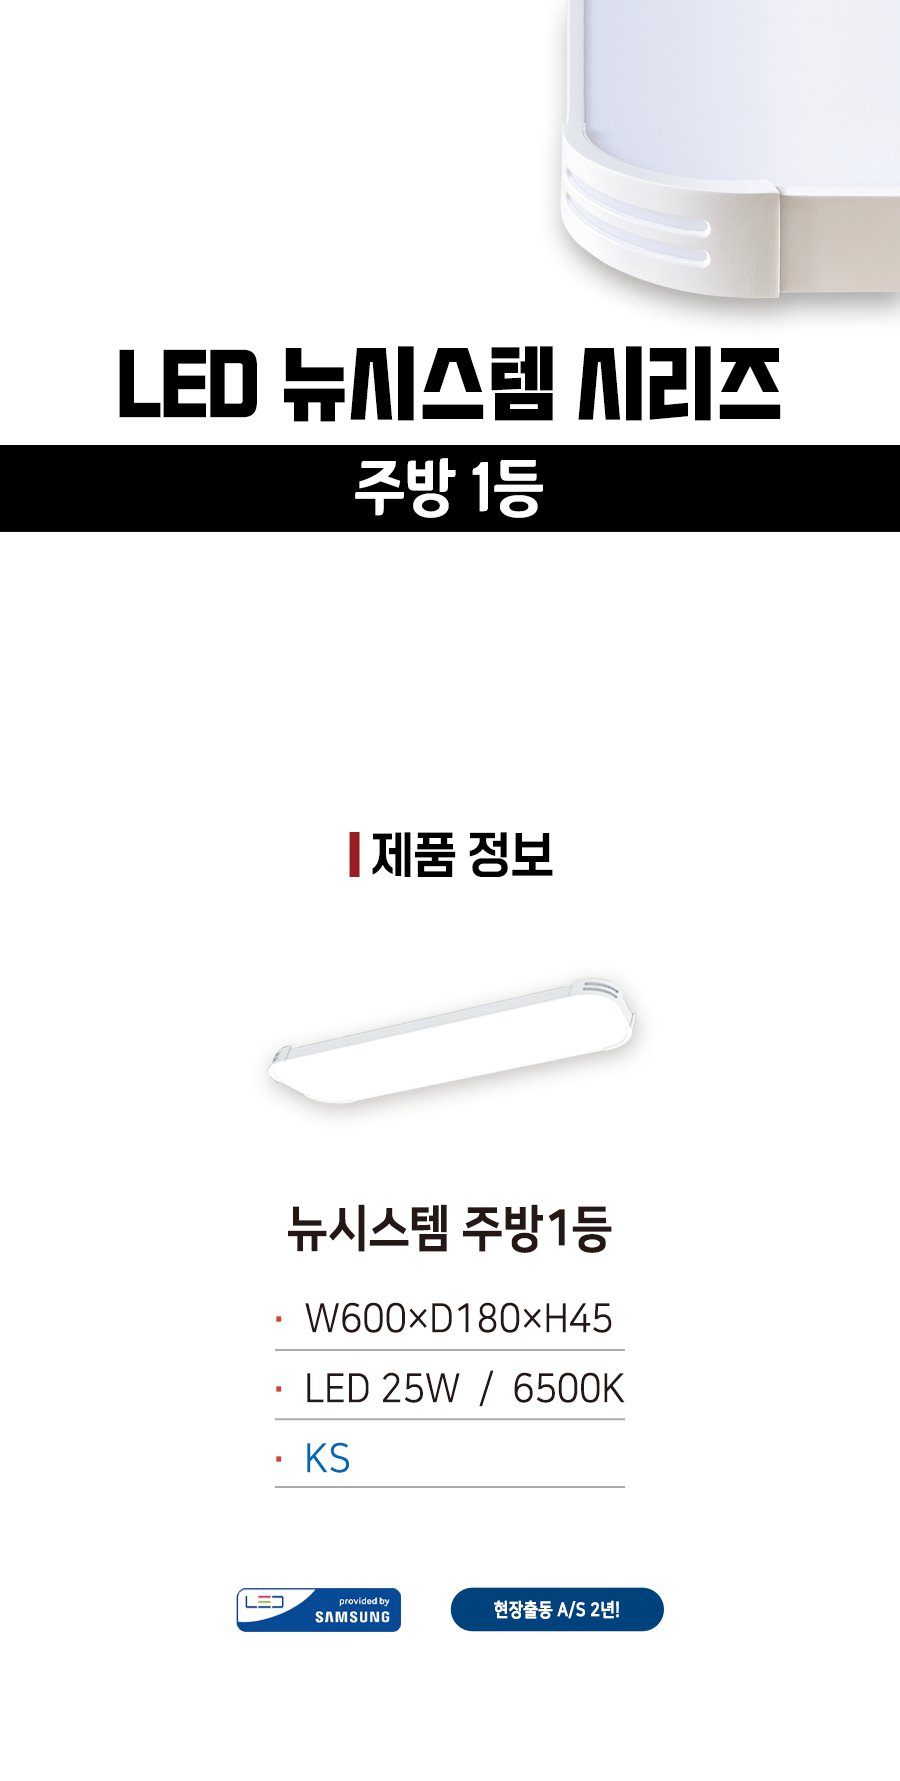 LED 뉴시스템 시리즈
주방 1등
제품 정보
뉴시스템 주방1등
· W600×D180×H45
· LED 25W / 6500K
· KS
LED provided by
SAMSUNG
현장출동 A/S 2년!